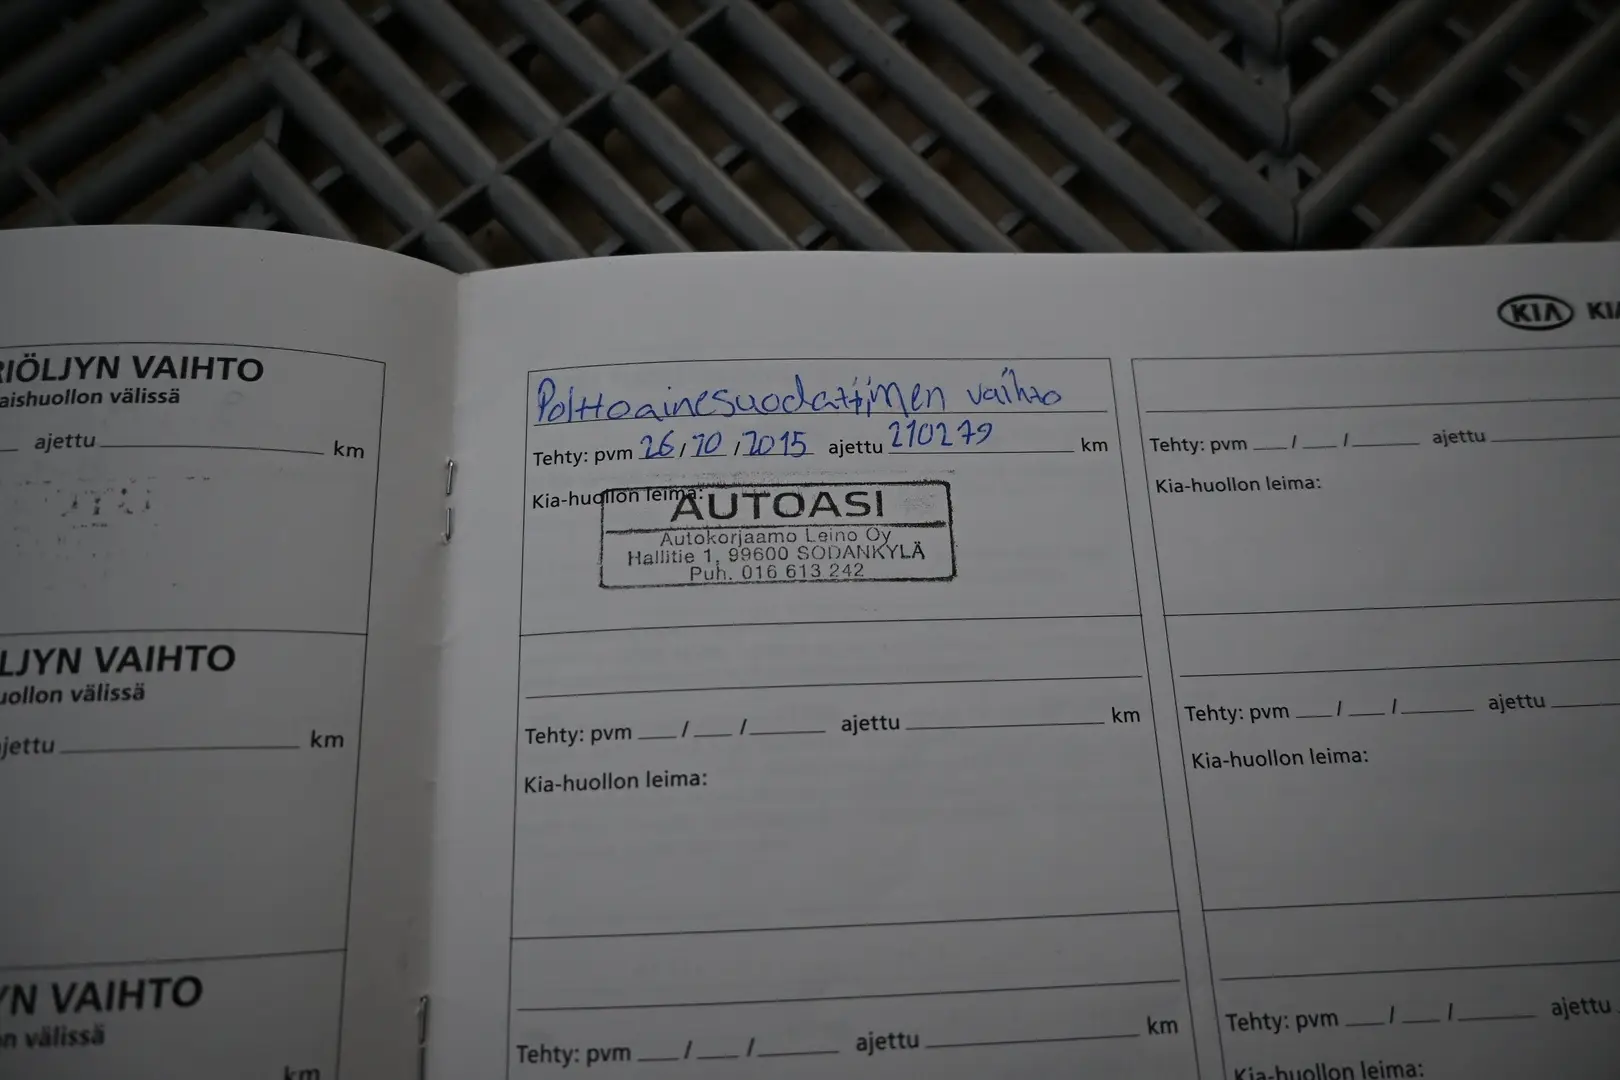 RIÖLJYN VAIHTO
aishuollon välissä
ajettu km
LJYN VAIHTO
uollon välissä
jettu km
YN VAIHTO
n välissä
km
KIA KIA
Polttoainesuodattimen vaihto
Tehty: pvm 26/10/2015 ajettu 210279 km
Kia-huollon leima:
AUTOASI
Autokorjaamo Leino Oy
Hallitie 1, 99600 SODANKYLÄ
Puh. 016 613 242
Tehty: pvm / / ajettu km
Kia-huollon leima:
Tehty: pvm / / ajettu km
Tehty: pvm / / ajettu
Kia-huollon leima:
Tehty: pvm / / ajettu
Kia-huollon leima:
Tehty: pvm / / ajettu
Kia-huollon leima: